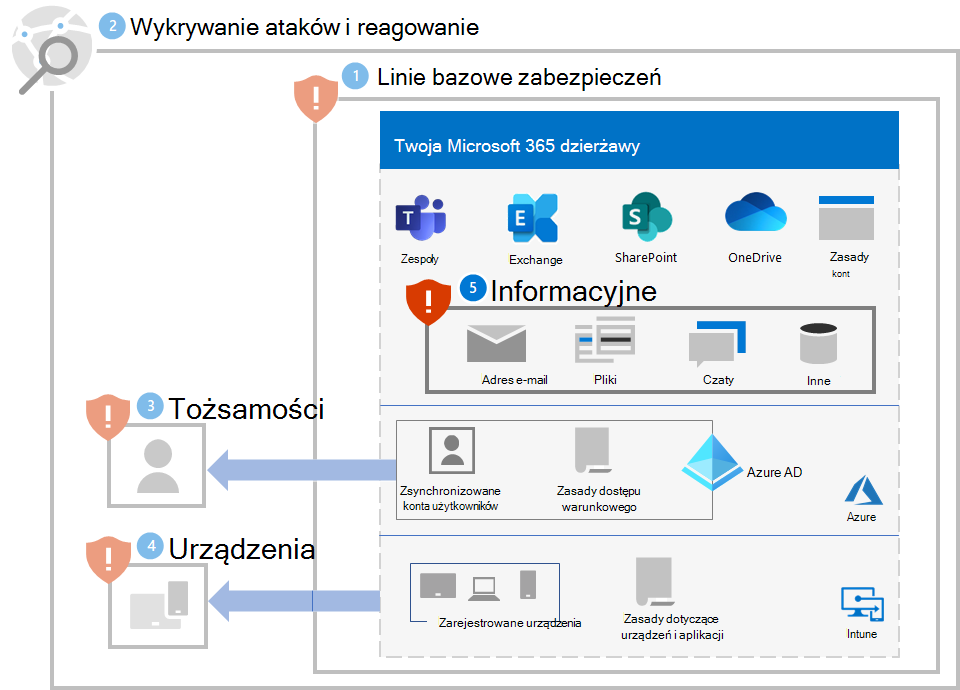 2 Wykrywanie ataków i reagowanie
1 Linie bazowe zabezpieczeń
Twoja Microsoft 365 dzierżawy
T
E
S
Zespoły
Exchange
SharePoint
OneDrive
Zasady
kont
5 Informacyjne
Adres e-mail
Pliki
Czaty
Inne
3 Tożsamości
Zsynchronizowane
konta użytkowników
Zasady dostępu
warunkowego
Azure AD
Azure
4 Urządzenia
Zarejestrowane urządzenia
Zasady dotyczące
urządzeń i aplikacji
Intune